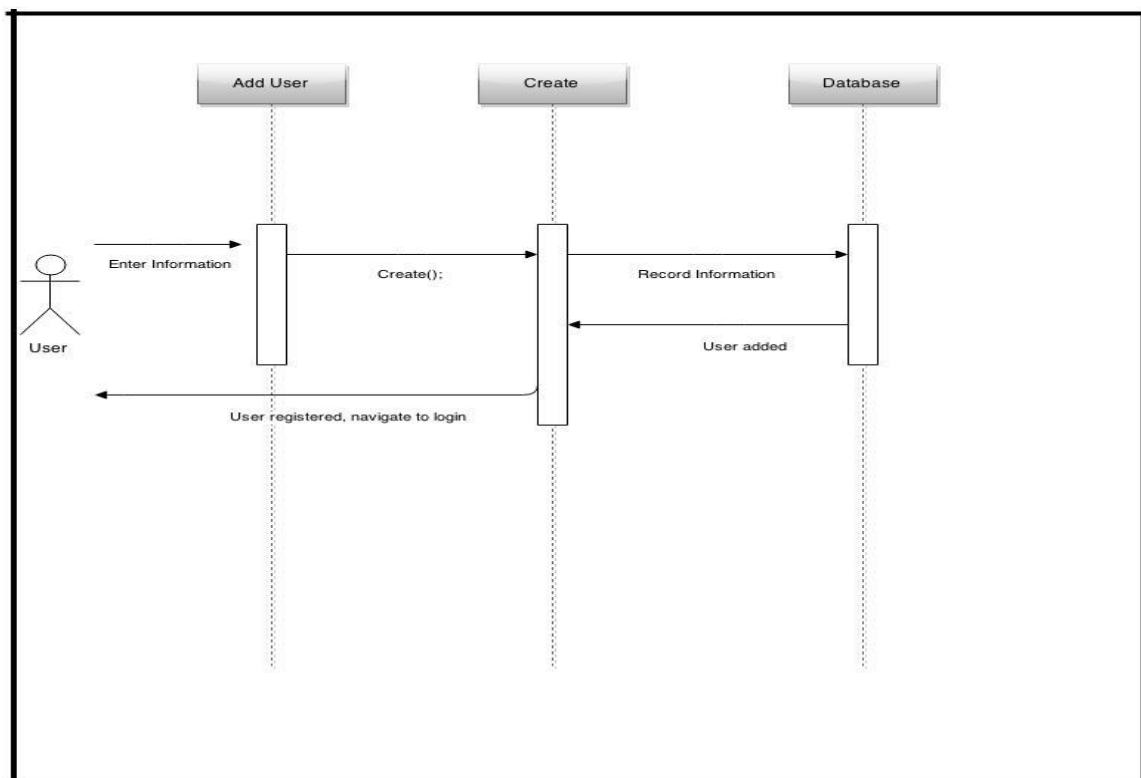 Add User
Create
Database
Enter Information
Create();
Record Information
User
User added
User registered, navigate to login